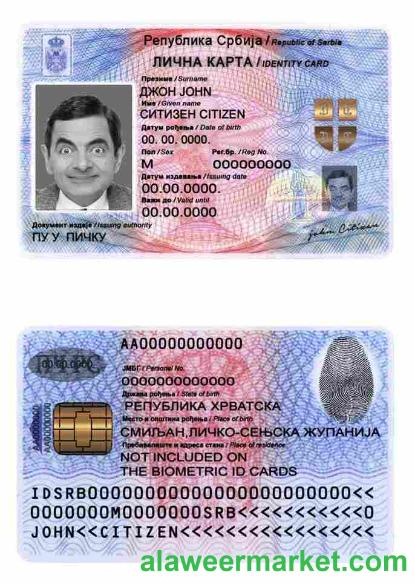 Република Србија / Republic of Serbia
ЛИЧНА КАРТА / IDENTITY CARD
Презиме / Surname
ДЖОН JOHN
Име / Given name
СИТИЗЕН CITIZEN
Датум рођења / Date of birth
00. 00. 0000.
Пол / Sex Рег.бр. / Reg No.
М 000000000
Датум издавања / Issuing date
00.00.0000.
Важи до / Valid until
00.00.0000.
Документ издаје / Issuing authority
ПУ У ПИЧКУ
John Citizen
AA00000000000
00.00.0000.
ЈМБГ / Personal No.
0000000000000
Држава рођења / State of birth
РЕПУБЛИКА ХРВАТСКА
Место и општина рођења / Place of birth
СМИЉАН,ЛИЧКО-СЕЊСКА ЖУПАНИЈА
Пребивалиште и адреса стана / Place of residence
NOT INCLUDED ON
THE BIOMETRIC ID CARDS
IDSRB0000000000000000000000000<<
0000000M0000000SRB<<<<<<<<<<<0
JOHN<<CITIZEN<<<<<<<<<<<<<<<<<
alaweermarket.com